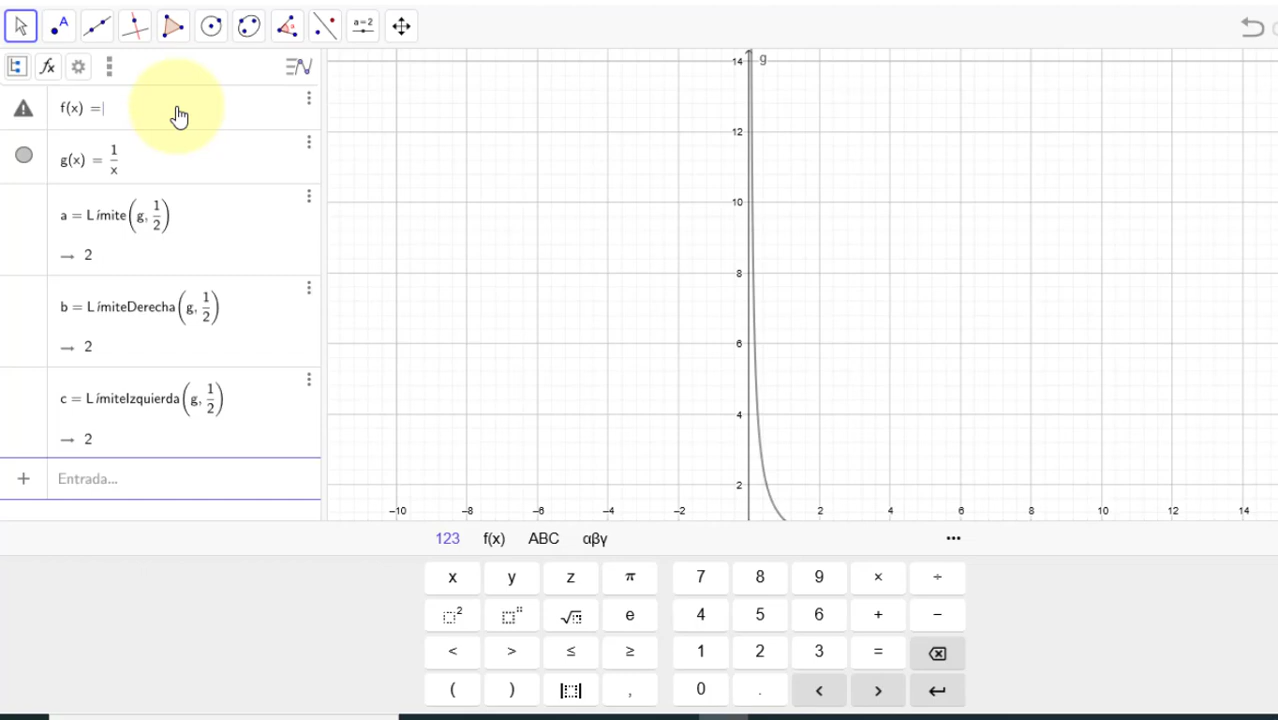 A
a=2
fx
f(x) =
g(x) = 1/x
a = Límite(g, 1/2)
→ 2
b = LímiteDerecha(g, 1/2)
→ 2
c = LímiteIzquierda(g, 1/2)
→ 2
+ Entrada...
g
14
12
10
8
6
4
2
−10 −8 −6 −4 −2 2 4 6 8 10 12 14
123 f(x) ABC αβγ
x y z π 7 8 9 × ÷
2 √ e 4 5 6 + −
< > ≤ ≥ 1 2 3 =
( ) , 0 . < >